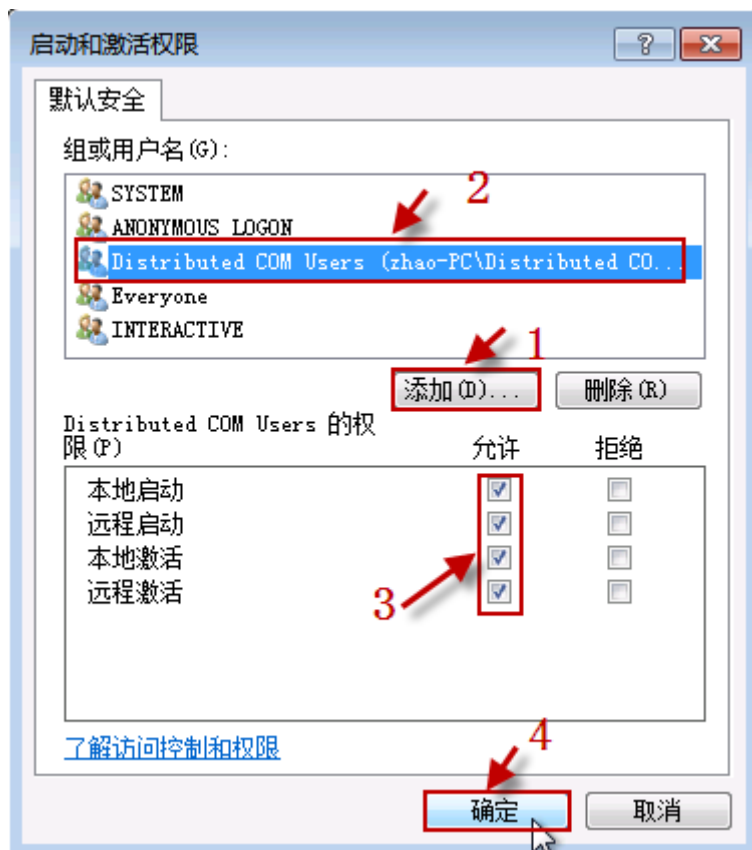 启动和激活权限
默认安全
组或用户名(G):
SYSTEM
2
ANONYMOUS LOGON
Distributed COM Users (zhao-PC\Distributed CO...
Everyone
INTERACTIVE
1
添加(D)... 删除(R)
Distributed COM Users 的权
限(P) 允许 拒绝
本地启动
远程启动
本地激活
远程激活
3
了解访问控制和权限
4
确定 取消